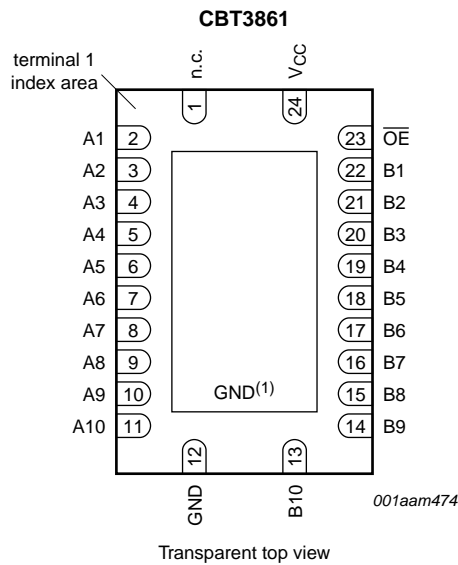 CBT3861
terminal 1
index area
n.c.
VCC
1
24
A1 2
23 OE
A2 3
22 B1
A3 4
21 B2
A4 5
20 B3
A5 6
19 B4
A6 7
18 B5
A7 8
17 B6
A8 9
16 B7
A9 10
15 B8
A10 11
14 B9
GND(1)
12
13
GND
B10
001aam474
Transparent top view